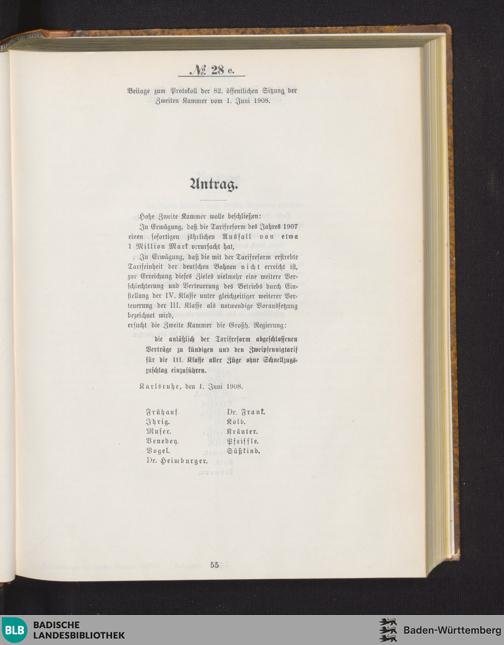 № 28 c.
Beilage zum Protokoll der 82. öffentlichen Sitzung der
Zweiten Kammer vom 1. Juni 1908.
Antrag.
Hohe Zweite Kammer wolle beschließen:
In Erwägung, daß die Tarifreform des Jahres 1907
einen sofortigen jährlichen Ausfall von etwa
1 Million Mark verursacht hat,
In Erwägung, daß die mit der Tarifreform erstrebte
Tarifeinheit der deutschen Bahnen nicht erreicht ist,
zur Erreichung dieses Zieles vielmehr eine weitere Ver-
schlechterung und Verteuerung des Betriebs durch Ein-
stellung der IV. Klasse unter gleichzeitiger weiterer Ver-
teuerung der III. Klasse als notwendige Voraussetzung
bezeichnet wird,
ersucht die Zweite Kammer die Großh. Regierung:
die anläßlich der Tarifreform abgeschlossenen
Verträge zu kündigen und den Zweipfennigtarif
für die III. Klasse aller Züge ohne Schnellzugs-
zuschlag einzuführen.
Karlsruhe, den 1. Juni 1908.
Frühauf. Dr. Frank.
Ihrig. Kolb.
Muser. Kräuter.
Venedey. Pfeiffle.
Vogel. Süßkind.
Dr. Heimburger.
55
BLB BADISCHE
LANDESBIBLIOTHEK
Baden-Württemberg